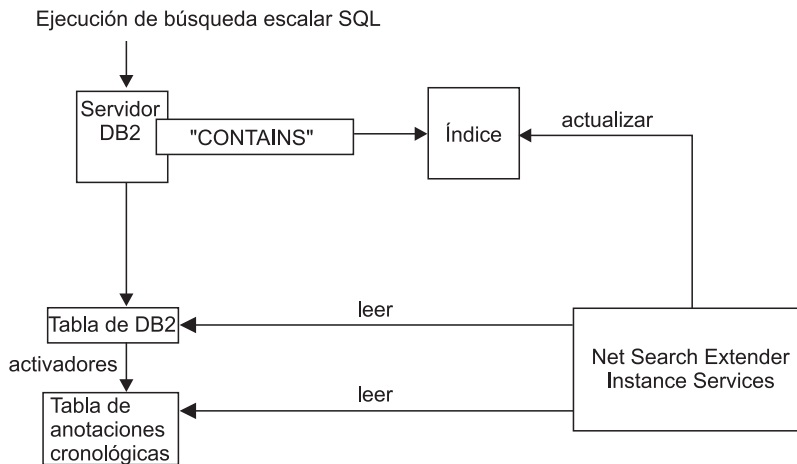 Ejecución de búsqueda escalar SQL
Servidor
DB2
"CONTAINS"
Índice
actualizar
Tabla de DB2
leer
Net Search Extender
Instance Services
activadores
leer
Tabla de
anotaciones
cronológicas